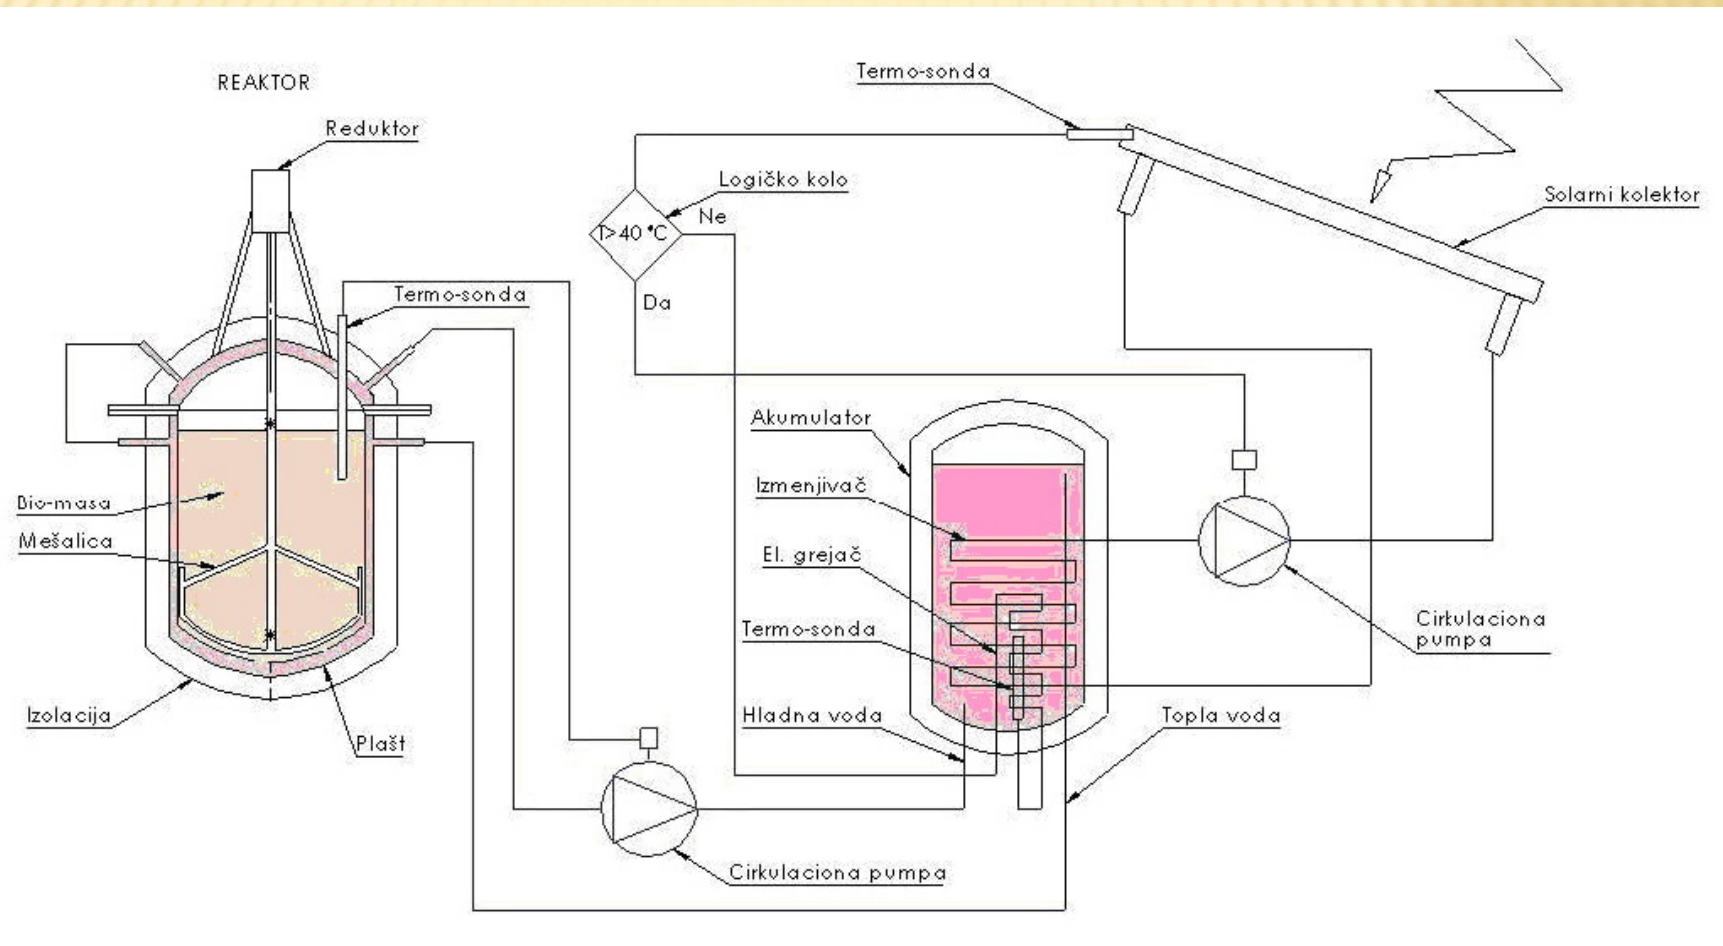 REAKTOR
Reduktor
Termo-sonda
Bio-masa
Mešalica
Izolacija
Plašt
Termo-sonda
Logičko kolo
T>40 °C
Ne
Da
Solarni kolektor
Akumulator
Izmenjivač
El. grejač
Termo-sonda
Hladna voda
Topla voda
Cirkulaciona
pumpa
Cirkulaciona pumpa